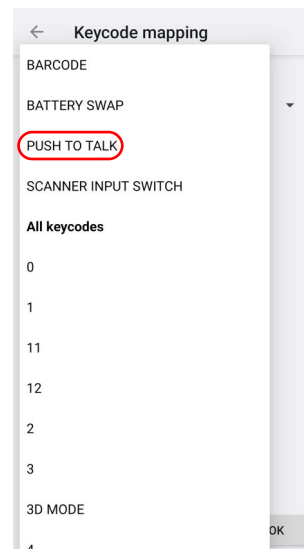 Keycode mapping
BARCODE
BATTERY SWAP
PUSH TO TALK
SCANNER INPUT SWITCH
All keycodes
0
1
11
12
2
3
3D MODE
4
OK